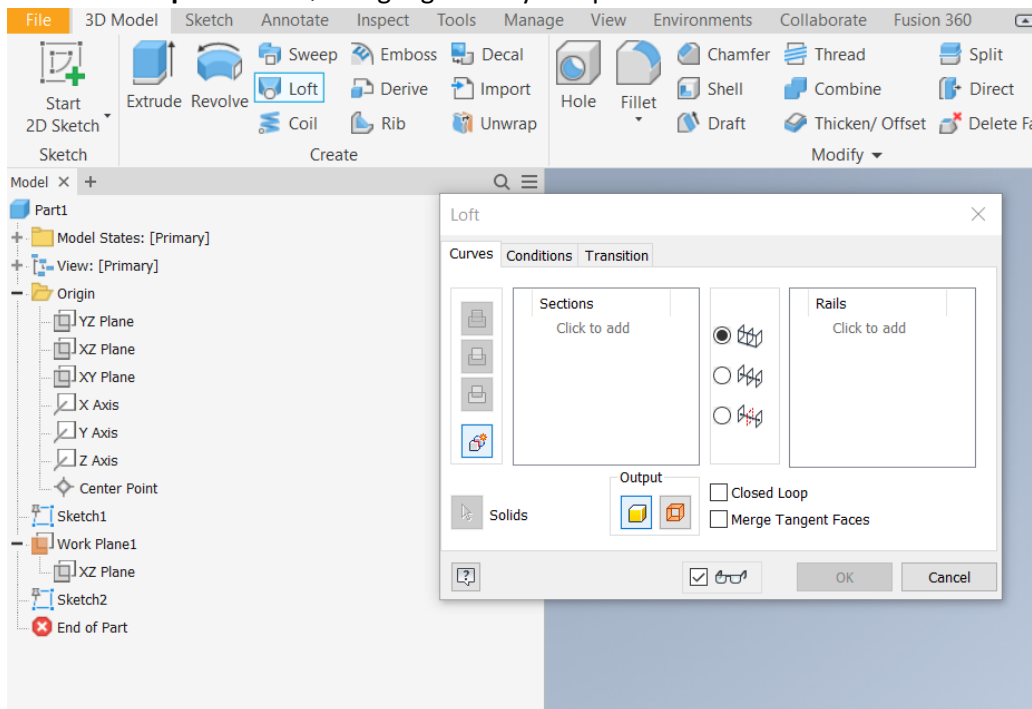 File 3D Model Sketch Annotate Inspect Tools Manage View Environments Collaborate Fusion 360
Sweep Emboss Decal Chamfer Thread Split
Start Extrude Revolve Loft Derive Import Hole Fillet Shell Combine Direct
2D Sketch Coil Rib Unwrap Draft Thicken/ Offset Delete
Sketch Create Modify
Model × +
Part1
Model States: [Primary]
View: [Primary]
Origin
YZ Plane
XZ Plane
XY Plane
X Axis
Y Axis
Z Axis
Center Point
Sketch1
Work Plane1
XZ Plane
Sketch2
End of Part
Loft
Curves Conditions Transition
Sections Rails
Click to add Click to add
Output
Solids Closed Loop
Merge Tangent Faces
OK Cancel